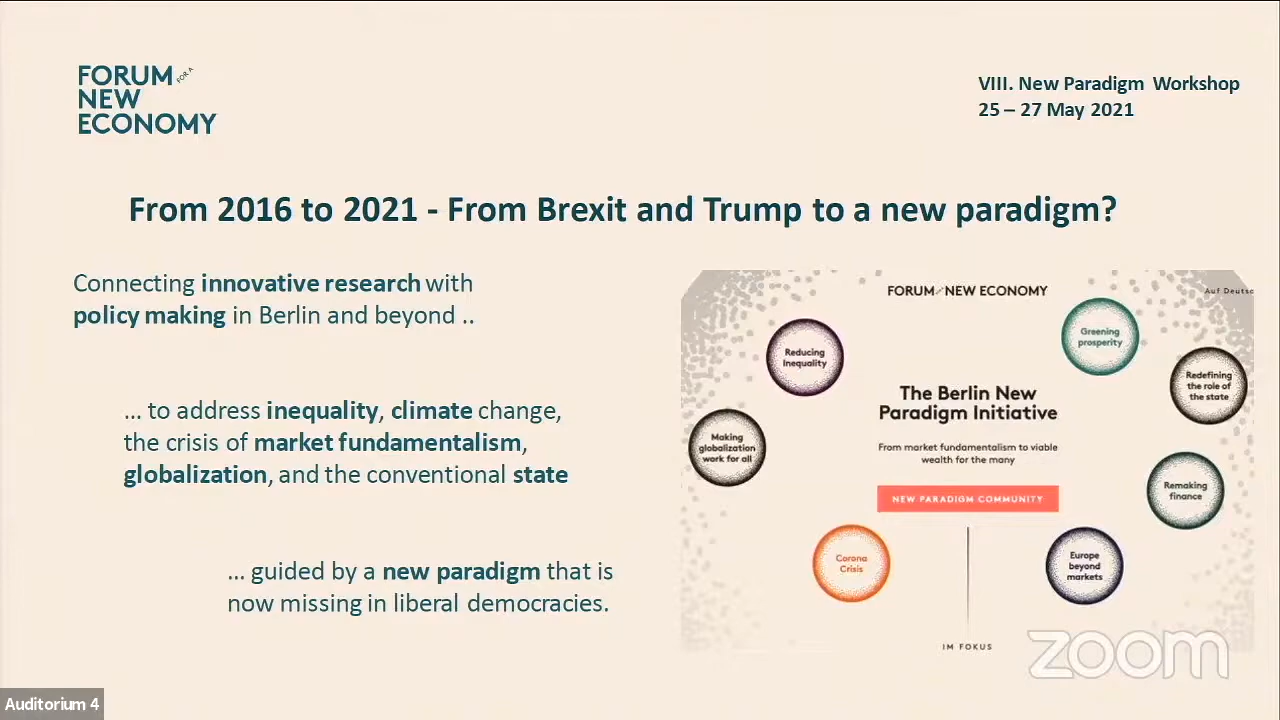 FORUM FOR A
NEW
ECONOMY
VIII. New Paradigm Workshop
25 – 27 May 2021
From 2016 to 2021 - From Brexit and Trump to a new paradigm?
Connecting innovative research with
policy making in Berlin and beyond ..
... to address inequality, climate change,
the crisis of market fundamentalism,
globalization, and the conventional state
... guided by a new paradigm that is
now missing in liberal democracies.
FORUM NEW ECONOMY
Auf Deutsc
Reducing
Inequality
Greening
prosperity
Redefining
the role of
the state
The Berlin New
Paradigm Initiative
Making
globalization
work for all
From market fundamentalism to viable
wealth for the many
NEW PARADIGM COMMUNITY
Remaking
finance
Corona
Crisis
Europe
beyond
markets
IM FOKUS
zoom
Auditorium 4